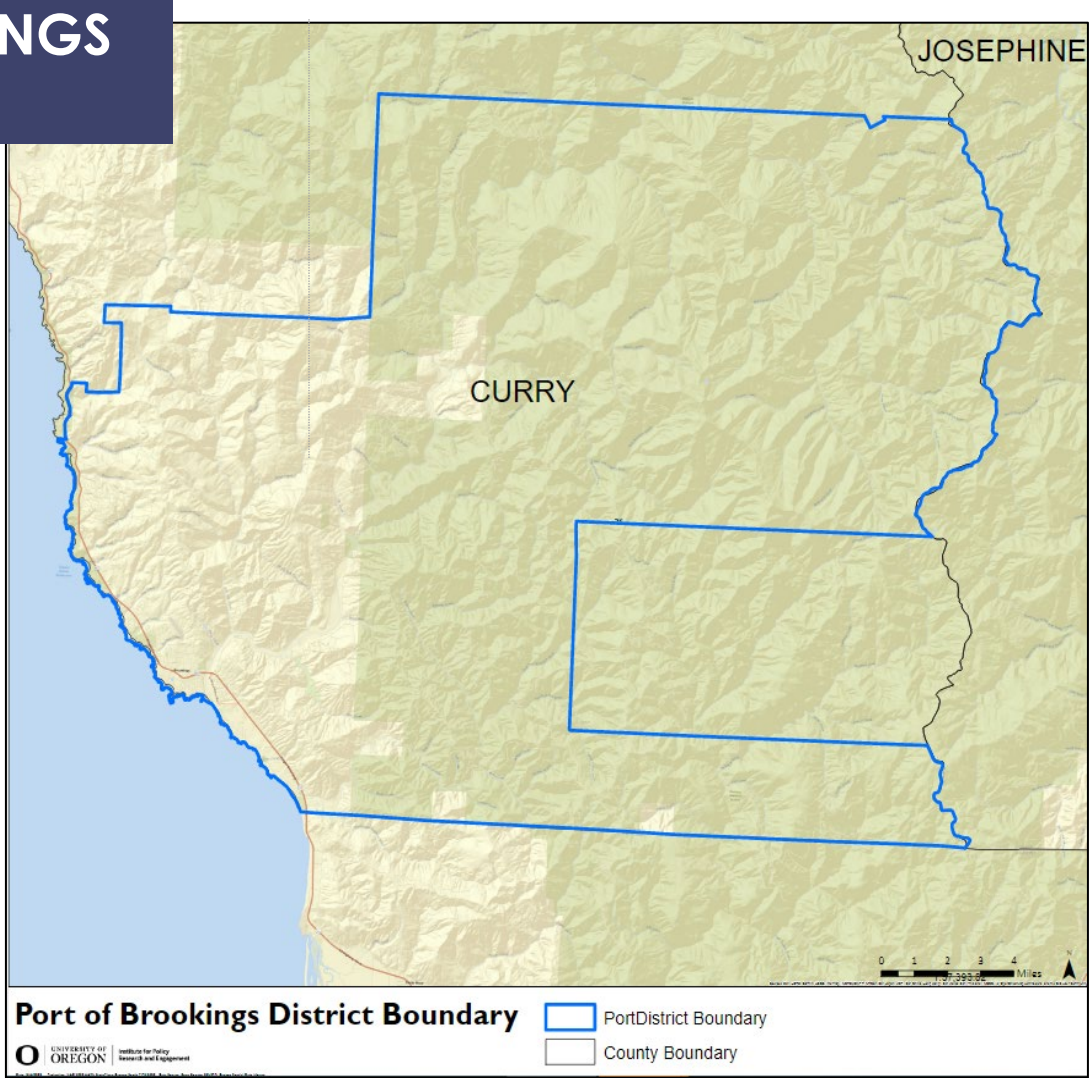 NGS
JOSEPHINE
CURRY
0 1 2 3 4
Miles
N
Port of Brookings District Boundary
PortDistrict Boundary
County Boundary
O UNIVERSITY OF OREGON
Institute for Policy
Research and Engagement